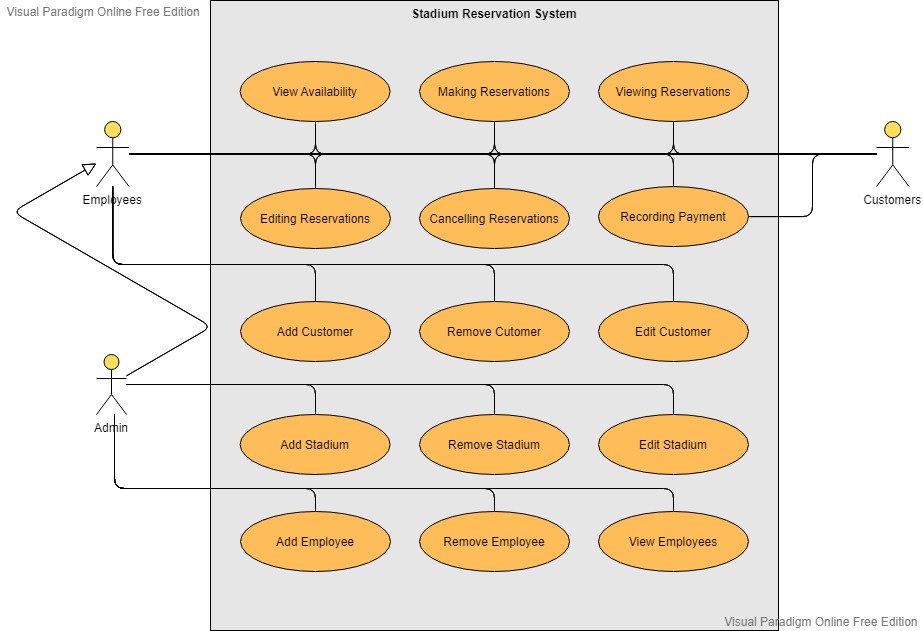 Visual Paradigm Online Free Edition
Stadium Reservation System
View Availability
Making Reservations
Viewing Reservations
Employees
Customers
Editing Reservations
Cancelling Reservations
Recording Payment
Add Customer
Remove Cutomer
Edit Customer
Admin
Add Stadium
Remove Stadium
Edit Stadium
Add Employee
Remove Employee
View Employees
Visual Paradigm Online Free Edition